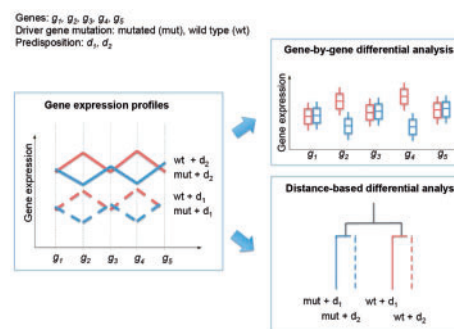 Genes: g1, g2, g3, g4, g5
Driver gene mutation: mutated (mut), wild type (wt)
Predisposition: d1, d2
Gene expression profiles
Gene expression
wt + d2
mut + d2
wt + d1
mut + d1
g1 g2 g3 g4 g5
Gene-by-gene differential analysis
Gene expression
g1 g2 g3 g4 g5
Distance-based differential analys
mut + d1 wt + d1
mut + d2 wt + d2